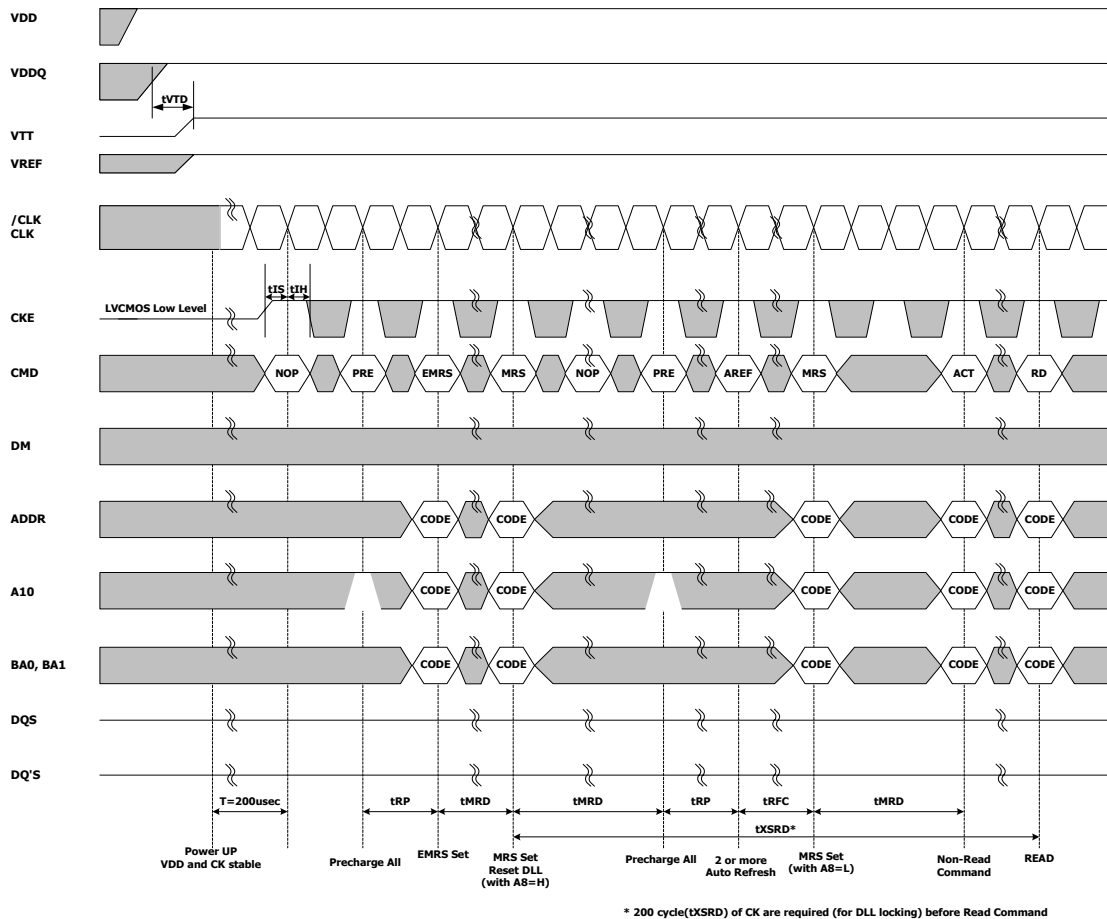 VDD
VDDQ
tVTD
VTT
VREF
/CLK
CLK
tIS tIH
LVCMOS Low Level
CKE
CMD NOP PRE EMRS MRS NOP PRE AREF MRS ACT RD
DM
ADDR CODE CODE CODE CODE CODE
A10 CODE CODE CODE CODE CODE
BA0, BA1 CODE CODE CODE CODE CODE
DQS
DQ'S
T=200usec tRP tMRD tMRD tRP tRFC tMRD
tXSRD*
Power UP
VDD and CK stable
Precharge All
EMRS Set
MRS Set
Reset DLL
(with A8=H)
Precharge All
2 or more
Auto Refresh
MRS Set
(with A8=L)
Non-Read
Command
READ
* 200 cycle(tXSRD) of CK are required (for DLL locking) before Read Command